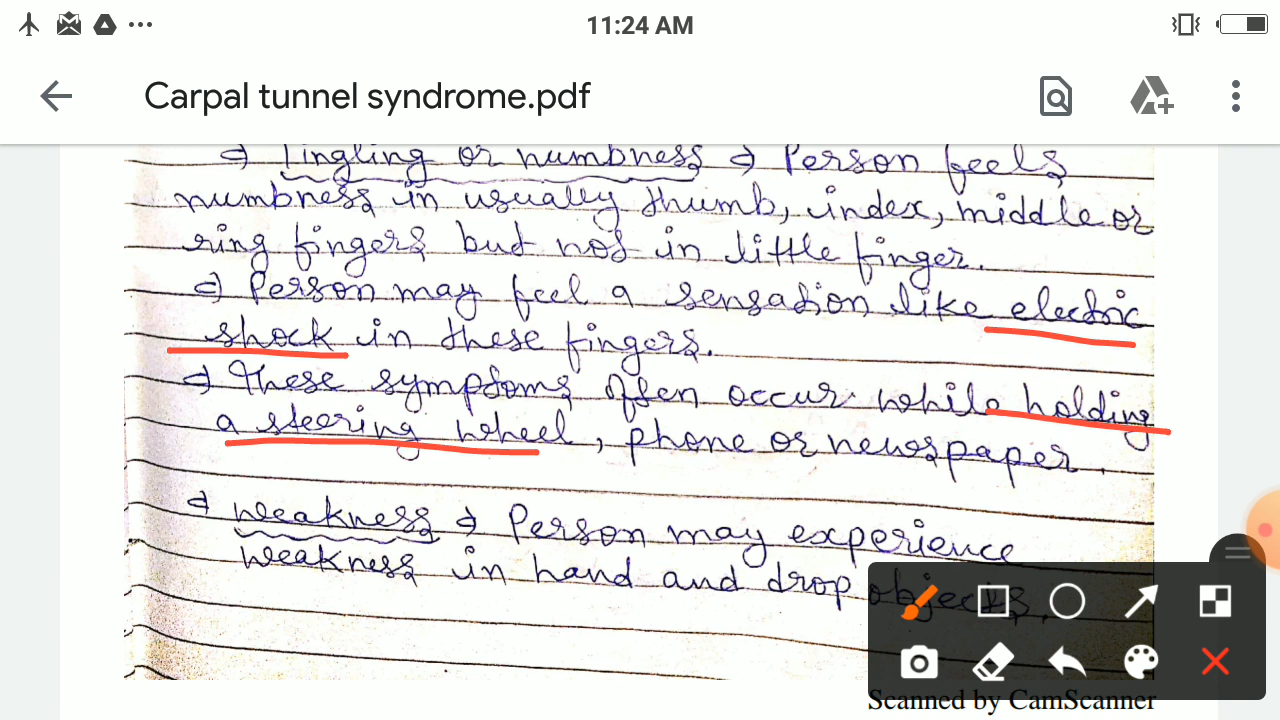 11:24 AM
Carpal tunnel syndrome.pdf
⇒ Tingling or numbness ⇒ Person feels
numbness in usually thumb, index, middle or
ring fingers but not in little finger.
⇒ Person may feel a sensation like electric
shock in these fingers.
⇒ These symptoms often occur while holding
a steering wheel, phone or newspaper.
⇒ weakness ⇒ Person may experience
weakness in hand and drop objects.
Scanned by CamScanner